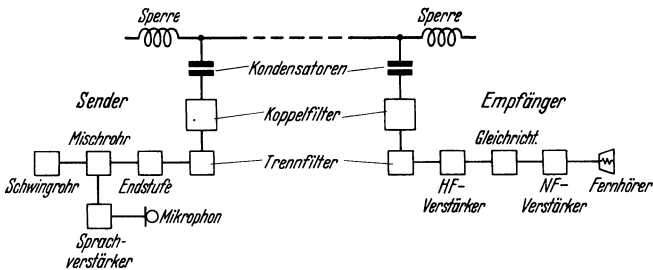 Sperre
Sperre
Kondensatoren
Sender
Koppelfilter
Empfänger
Mischrohr
Gleichricht.
Trennfilter
Schwingrohr
Endstufe
HF-
Verstärker
NF-
Verstärker
Fernhörer
Mikrophon
Sprach-
verstärker